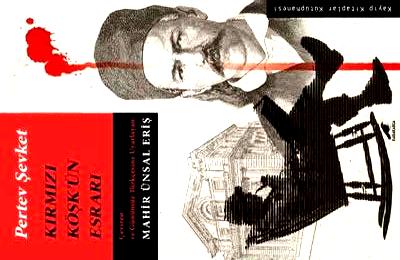 Kayıp Kitaplar Kütüphanesi
Pertev Şevket
KIRMIZI
KÖŞK'ÜN
ESRARI
Çeviren
ve Günümüz Türkçesine Uyarlayan
MAHİR ÜNSAL ERİŞ